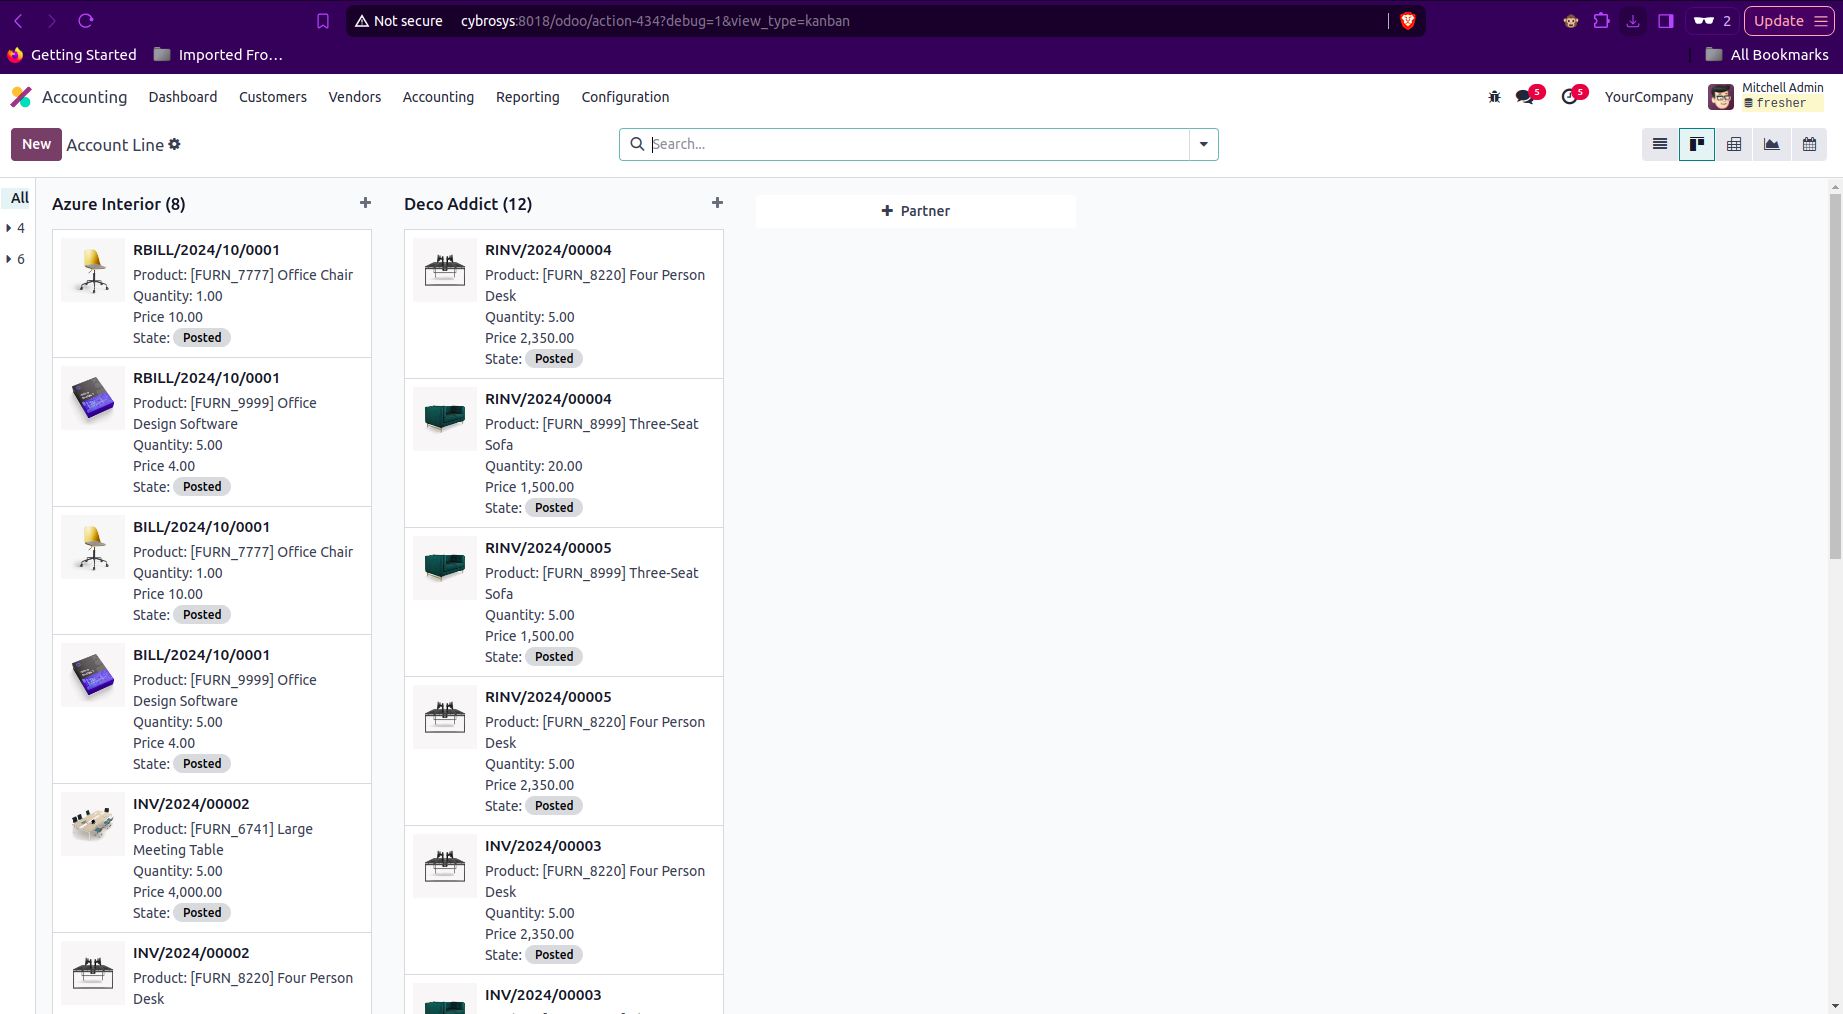 Not secure cybrosys:8018/odoo/action-434?debug=1&view_type=kanban 2 Update
Getting Started Imported Fro... All Bookmarks
Accounting Dashboard Customers Vendors Accounting Reporting Configuration 5 5 YourCompany Mitchell Admin
fresher
New Account Line Search...
All
4
6
Azure Interior (8)
RBILL/2024/10/0001
Product: [FURN_7777] Office Chair
Quantity: 1.00
Price 10.00
State: Posted
RBILL/2024/10/0001
Product: [FURN_9999] Office
Design Software
Quantity: 5.00
Price 4.00
State: Posted
BILL/2024/10/0001
Product: [FURN_7777] Office Chair
Quantity: 1.00
Price 10.00
State: Posted
BILL/2024/10/0001
Product: [FURN_9999] Office
Design Software
Quantity: 5.00
Price 4.00
State: Posted
INV/2024/00002
Product: [FURN_6741] Large
Meeting Table
Quantity: 5.00
Price 4,000.00
State: Posted
INV/2024/00002
Product: [FURN_8220] Four Person
Desk
Deco Addict (12)
RINV/2024/00004
Product: [FURN_8220] Four Person
Desk
Quantity: 5.00
Price 2,350.00
State: Posted
RINV/2024/00004
Product: [FURN_8999] Three-Seat
Sofa
Quantity: 20.00
Price 1,500.00
State: Posted
RINV/2024/00005
Product: [FURN_8999] Three-Seat
Sofa
Quantity: 5.00
Price 1,500.00
State: Posted
RINV/2024/00005
Product: [FURN_8220] Four Person
Desk
Quantity: 5.00
Price 2,350.00
State: Posted
INV/2024/00003
Product: [FURN_8220] Four Person
Desk
Quantity: 5.00
Price 2,350.00
State: Posted
INV/2024/00003
+ Partner